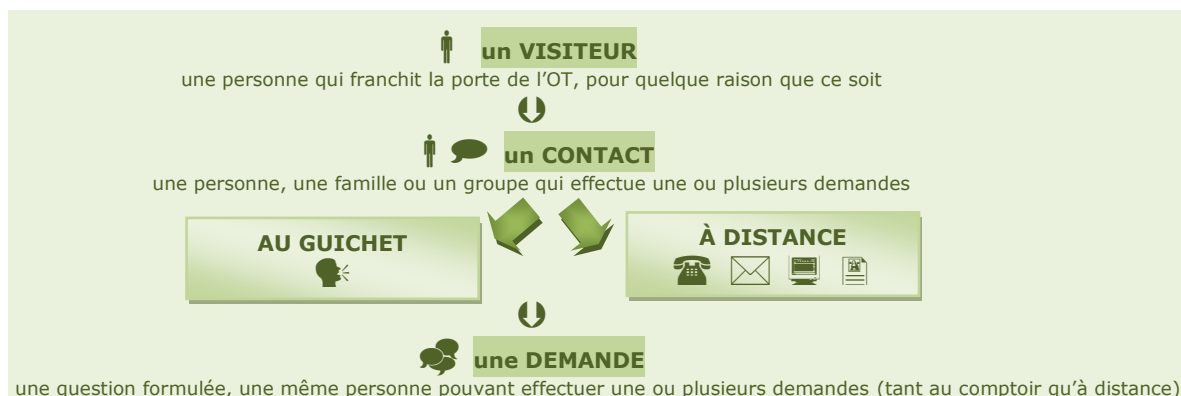 un VISITEUR
une personne qui franchit la porte de l’OT, pour quelque raison que ce soit
un CONTACT
une personne, une famille ou un groupe qui effectue une ou plusieurs demandes
AU GUICHET
À DISTANCE
une DEMANDE
une question formulée, une même personne pouvant effectuer une ou plusieurs demandes (tant au comptoir qu’à distance)